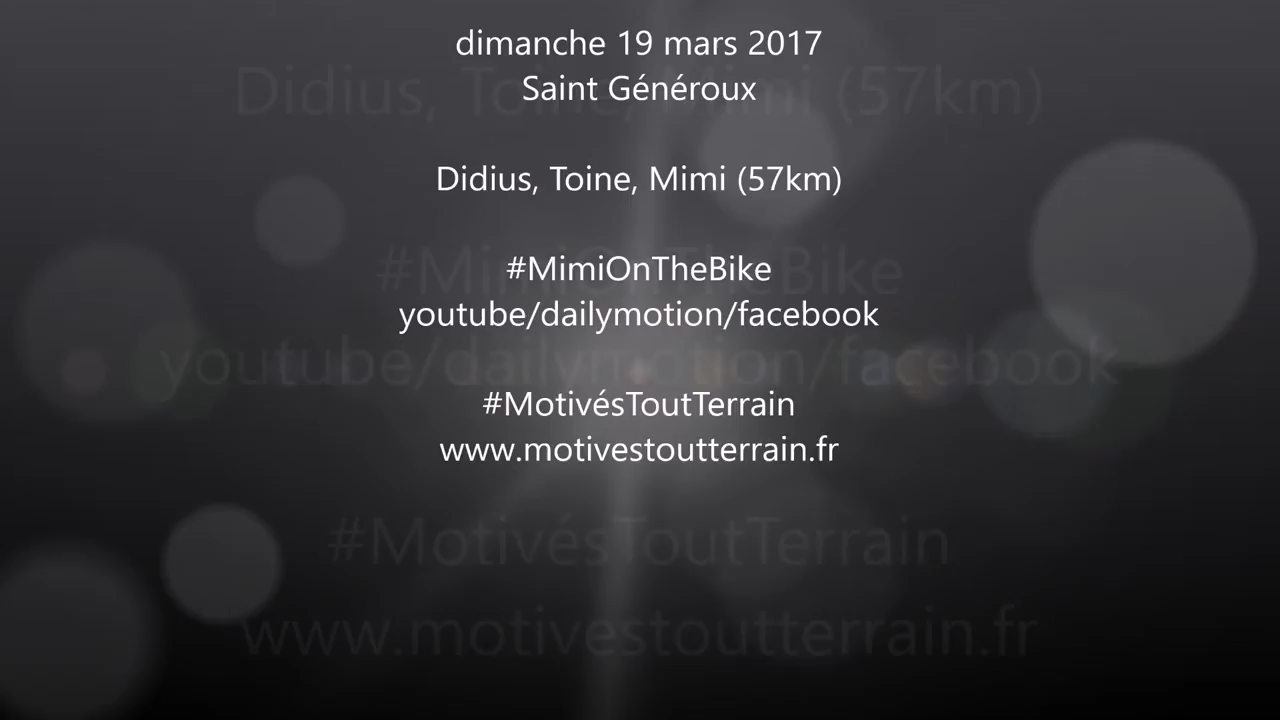 dimanche 19 mars 2017
Saint Généroux
Didius, Toine, Mimi (57km)
#MimiOnTheBike
youtube/dailymotion/facebook
#MotivésToutTerrain
www.motivestoutterrain.fr